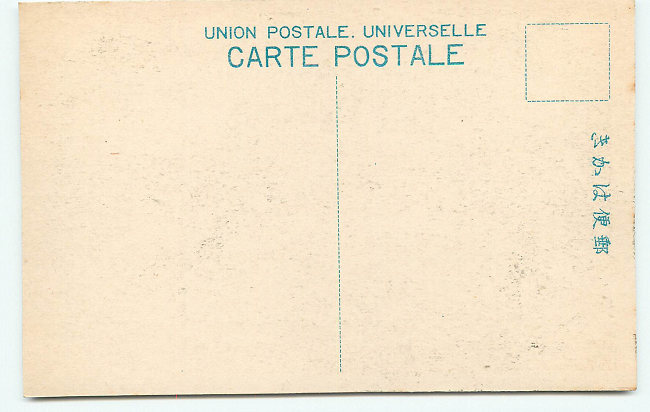 UNION POSTALE. UNIVERSELLE
CARTE POSTALE
郵便はかき